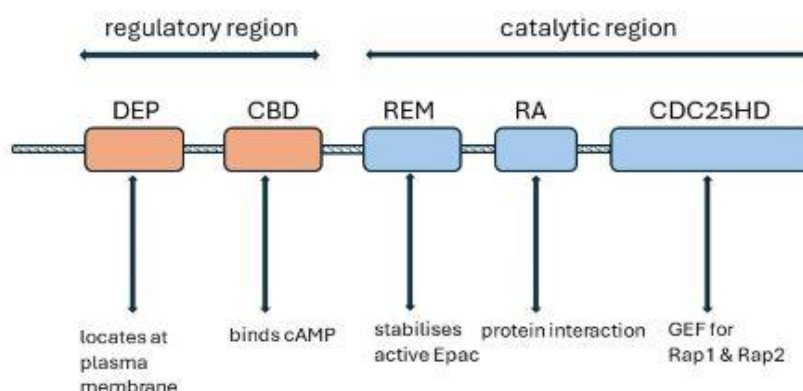 regulatory region
catalytic region
DEP
CBD
REM
RA
CDC25HD
locates at
plasma
membrane
binds cAMP
stabilises
active Epac
protein interaction
GEF for
Rap1 & Rap2